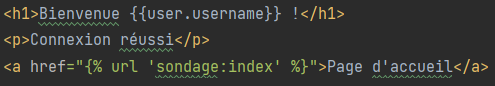 <h1>Bienvenue {{user.username}} !</h1>
<p>Connexion réussi</p>
<a href="{% url 'sondage:index' %}">Page d'accueil</a>